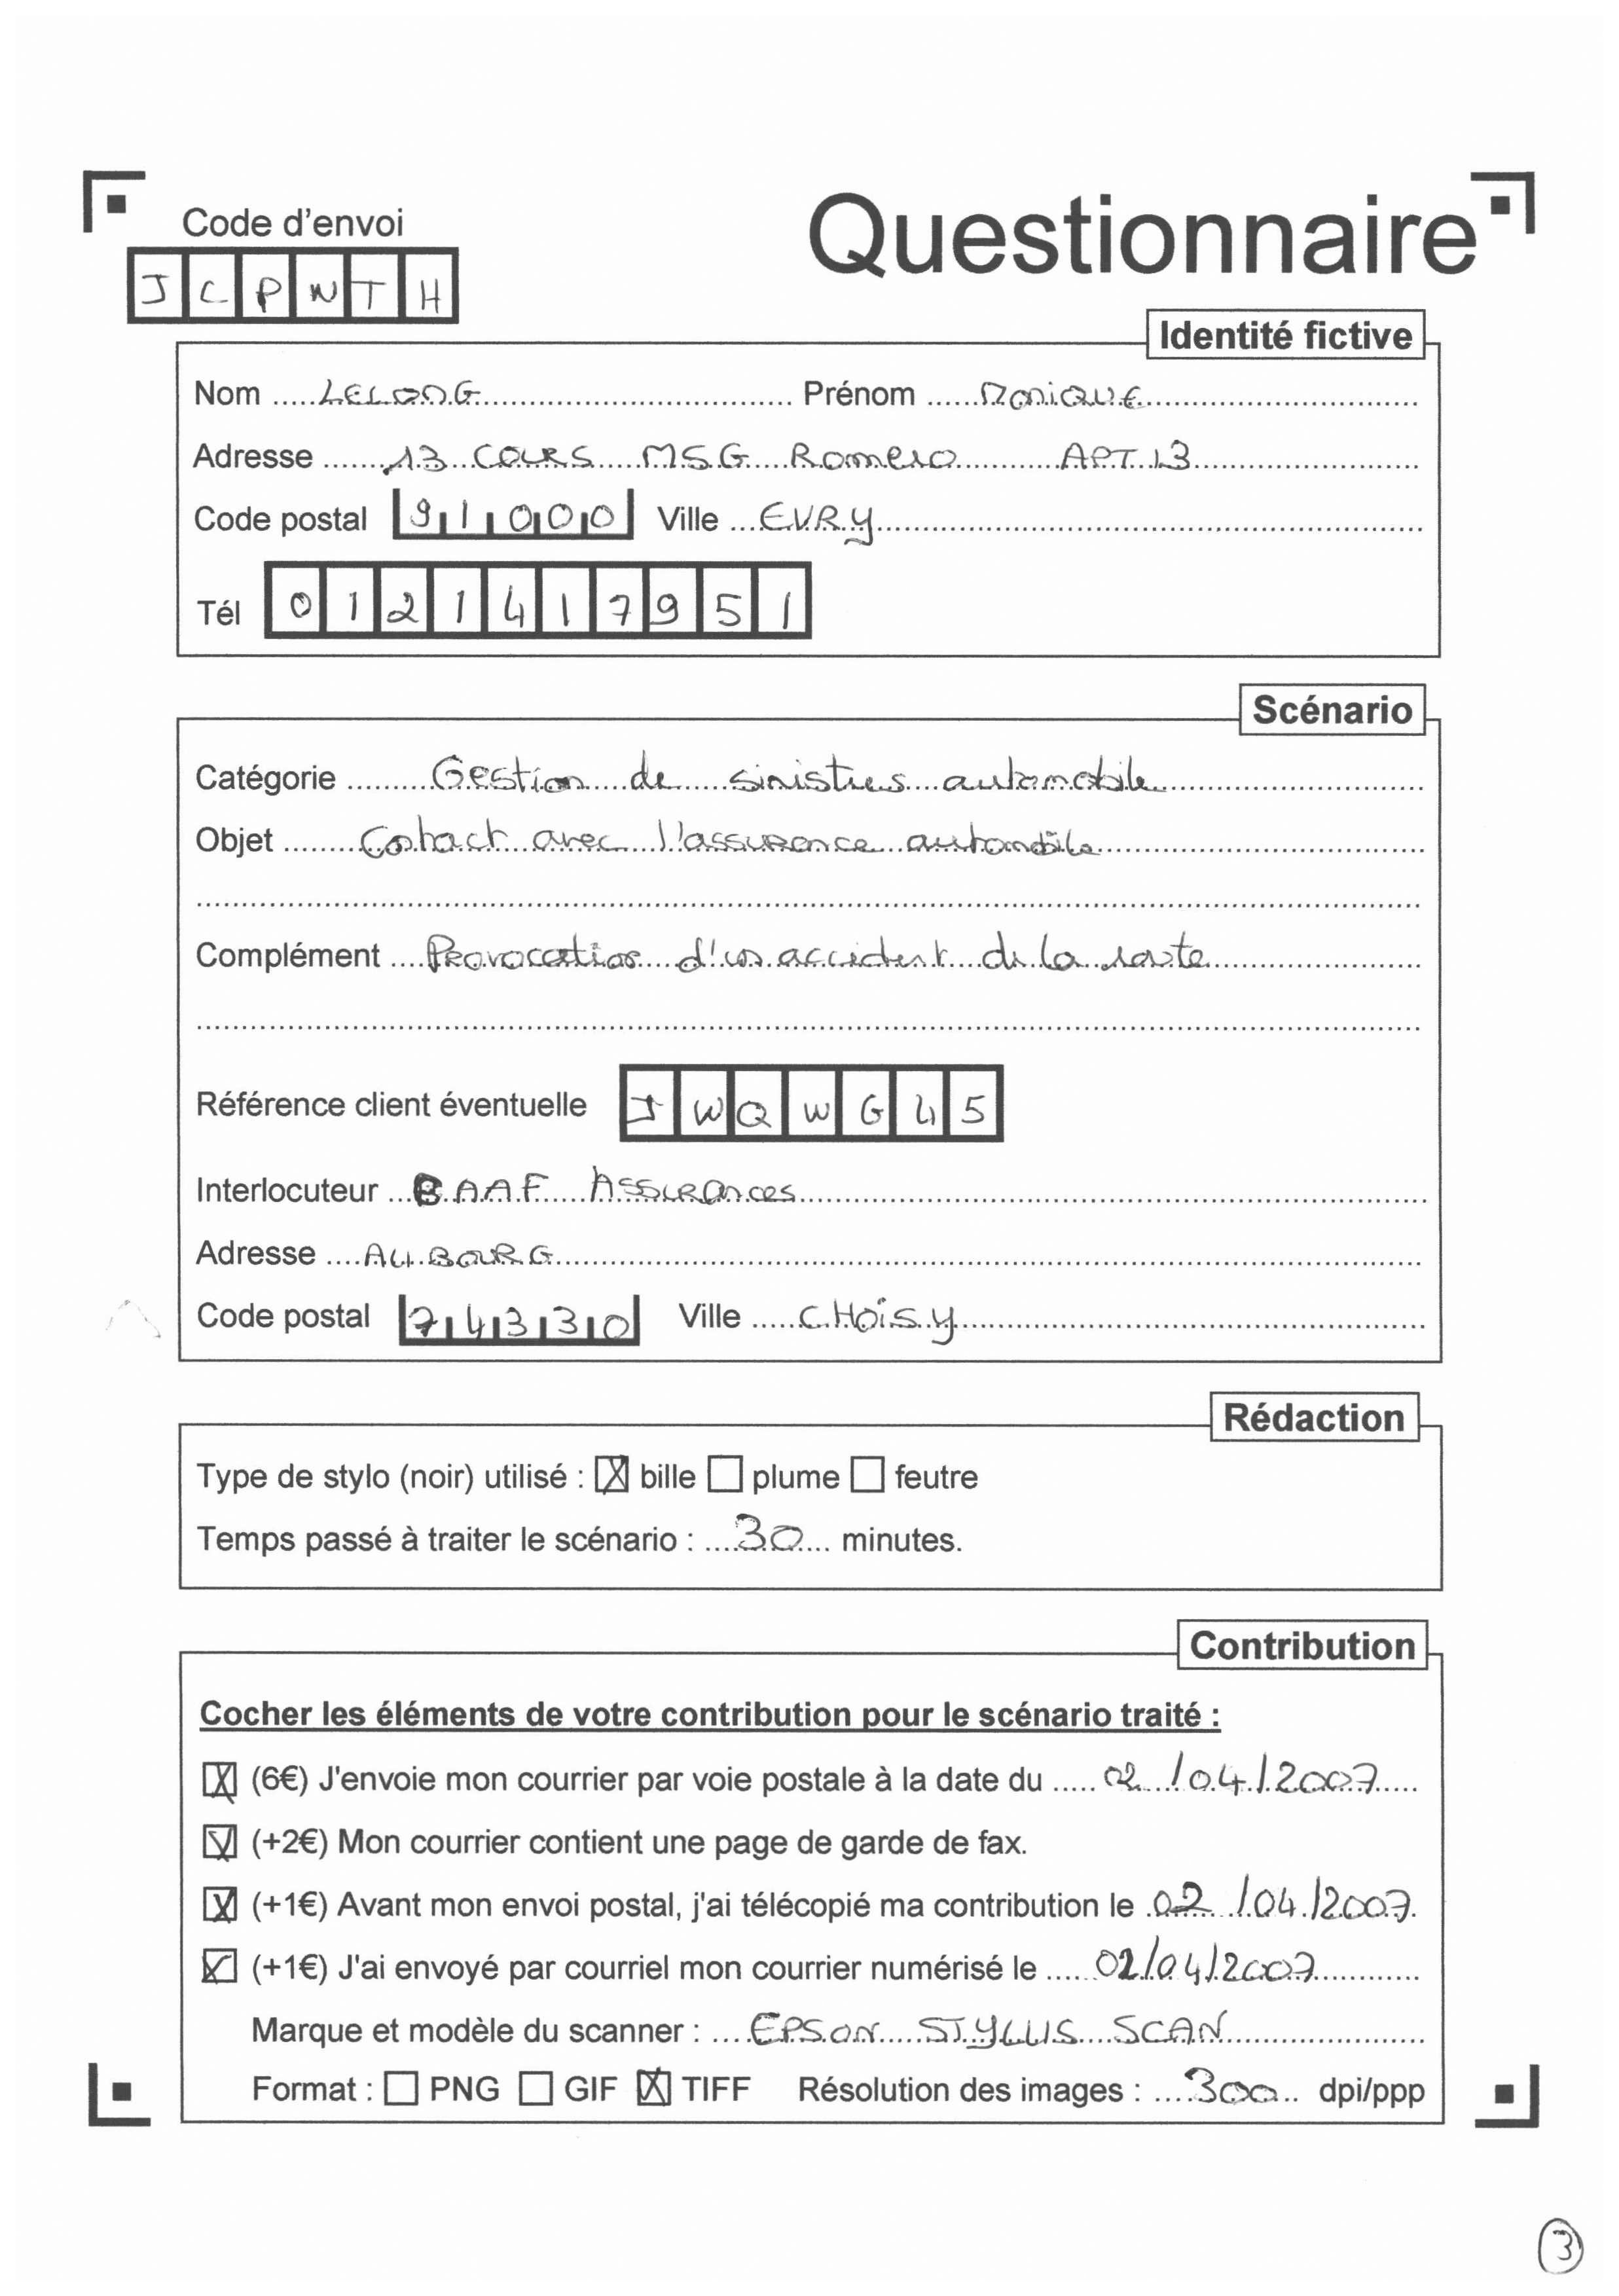 Code d'envoi
Questionnaire
JCPWTH
Identité fictive
Nom LELONG Prénom MONIQUE
Adresse 13 COURS MSG Romero APT 13
Code postal 91000 Ville EVRY
Tél 0121417951
Scénario
Catégorie Gestion de sinistres automobile
Objet Contact avec l'assurance automobile
Complément Provocation d'un accident de la route
Référence client éventuelle JWQWG45
Interlocuteur BAAF Assurances
Adresse AU BOURG
Code postal 74330 Ville CHOISY
Rédaction
Type de stylo (noir) utilisé : bille plume feutre
Temps passé à traiter le scénario : 30 minutes.
Contribution
Cocher les éléments de votre contribution pour le scénario traité :
(6€) J'envoie mon courrier par voie postale à la date du 02/04/2007
(+2€) Mon courrier contient une page de garde de fax.
(+1€) Avant mon envoi postal, j'ai télécopié ma contribution le 02/04/2007.
(+1€) J'ai envoyé par courriel mon courrier numérisé le 02/04/2007
Marque et modèle du scanner : EPSON STYLUS SCAN
Format : PNG GIF TIFF Résolution des images : 300 dpi/ppp
3